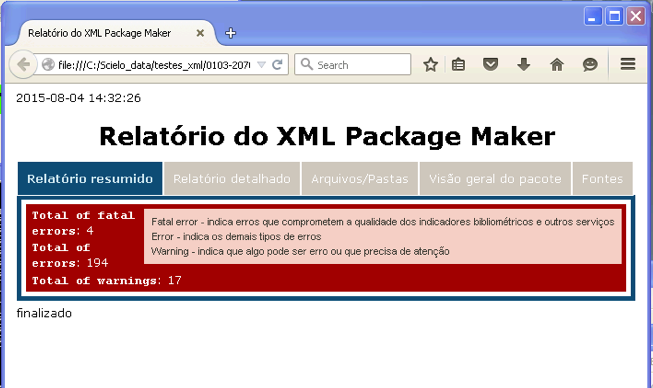 Relatório do XML Package Maker
file:///C:/Scielo_data/testes_xml/0103-207
Search
2015-08-04 14:32:26
Relatório do XML Package Maker
Relatório resumido
Relatório detalhado
Arquivos/Pastas
Visão geral do pacote
Fontes
Total of fatal
errors: 4
Total of
errors: 194
Total of warnings: 17
Fatal error - indica erros que comprometem a qualidade dos indicadores bibliométricos e outros serviços
Error - indica os demais tipos de erros
Warning - indica que algo pode ser erro ou que precisa de atenção
finalizado